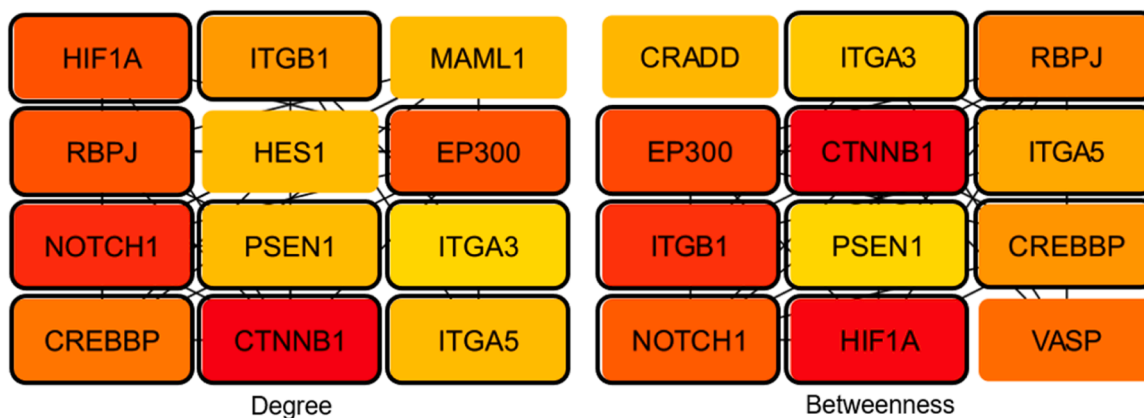 HIF1A ITGB1 MAML1
RBPJ HES1 EP300
NOTCH1 PSEN1 ITGA3
CREBBP CTNNB1 ITGA5
Degree
CRADD ITGA3 RBPJ
EP300 CTNNB1 ITGA5
ITGB1 PSEN1 CREBBP
NOTCH1 HIF1A VASP
Betweenness